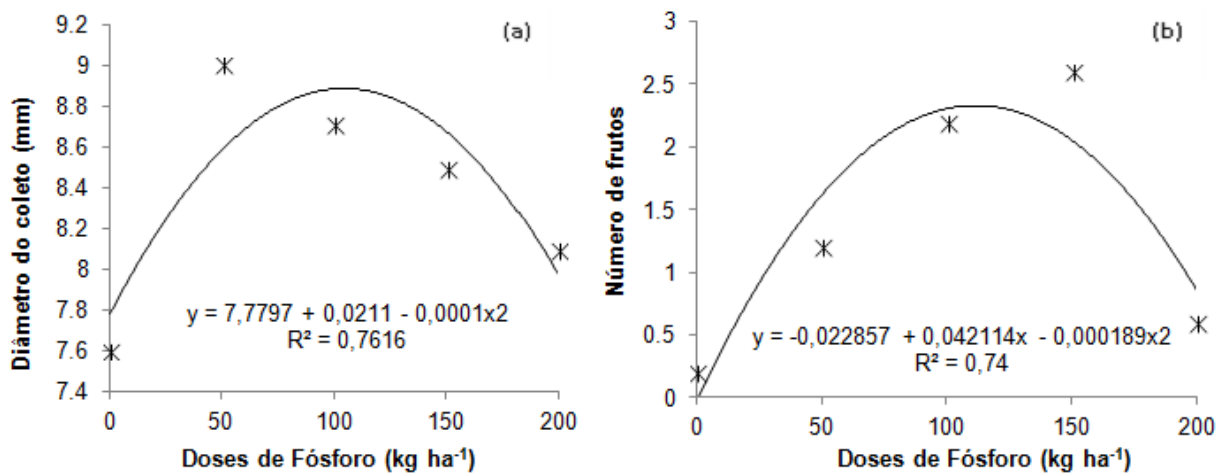 (a)
Diâmetro do coleto (mm)
9.2
9
8.8
8.6
8.4
8.2
8
7.8
7.6
7.4
y = 7,7797 + 0,0211 - 0,0001x2
R² = 0,7616
0 50 100 150 200
Doses de Fósforo (kg ha⁻¹)
(b)
Número de frutos
3
2.5
2
1.5
1
0.5
0
y = -0,022857 + 0,042114x - 0,000189x2
R² = 0,74
0 50 100 150 200
Doses de Fósforo (kg ha⁻¹)